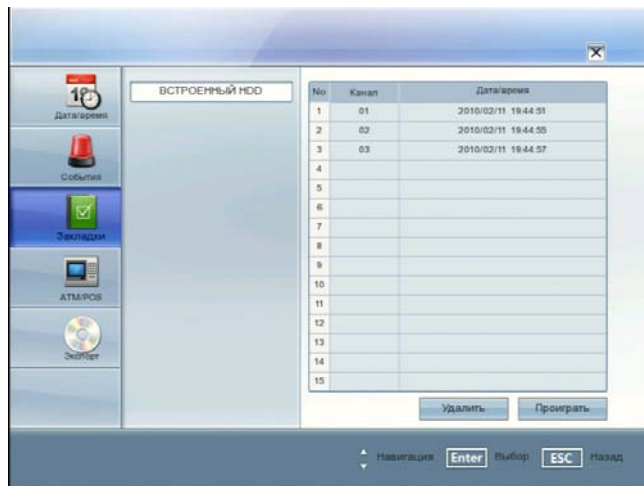 Дата/время
События
Закладки
ATM/POS
Экспорт
ВСТРОЕННЫЙ HDD
No Канал Дата/время
1 01 2010/02/11 19:44:51
2 02 2010/02/11 19:44:55
3 03 2010/02/11 19:44:57
4
5
6
7
8
9
10
11
12
13
14
15
Удалить Проиграть
Навигация Enter Выбор ESC Назад